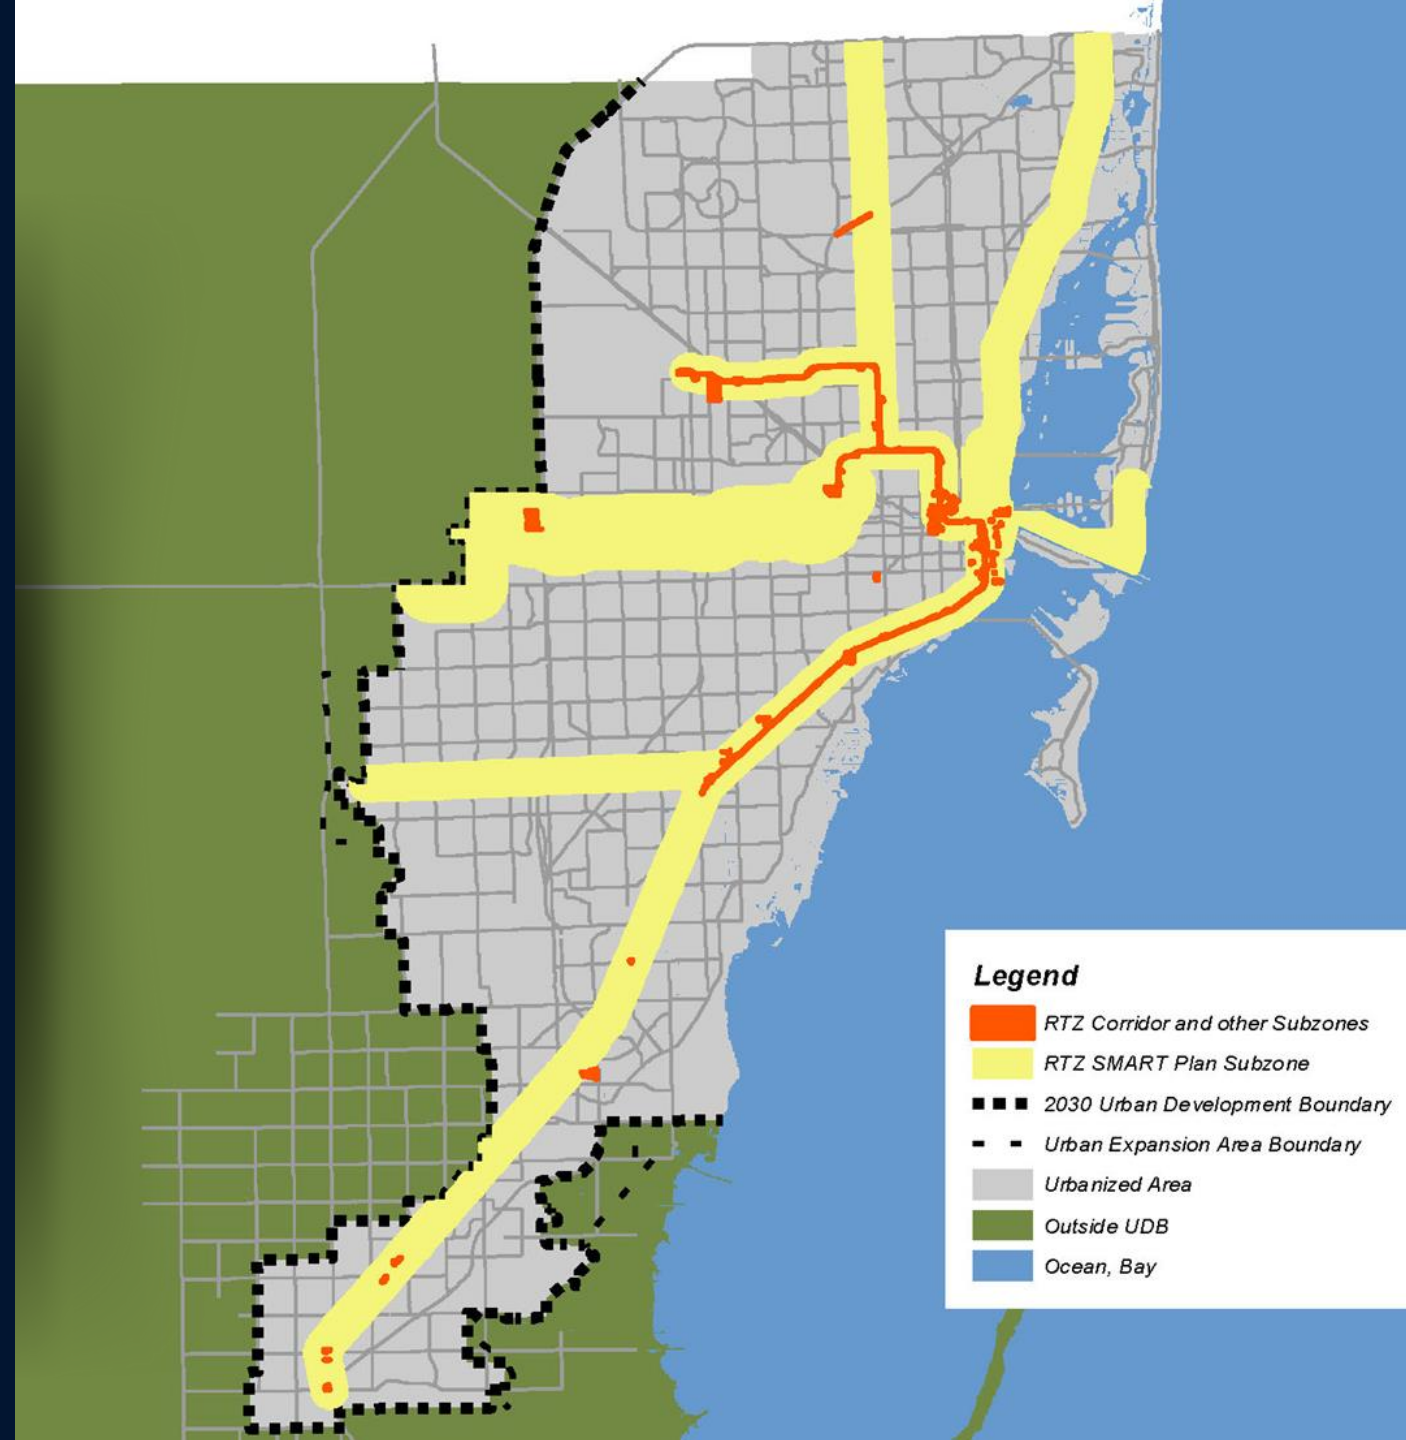 Legend
RTZ Corridor and other Subzones
RTZ SMART Plan Subzone
2030 Urban Development Boundary
Urban Expansion Area Boundary
Urbanized Area
Outside UDB
Ocean, Bay